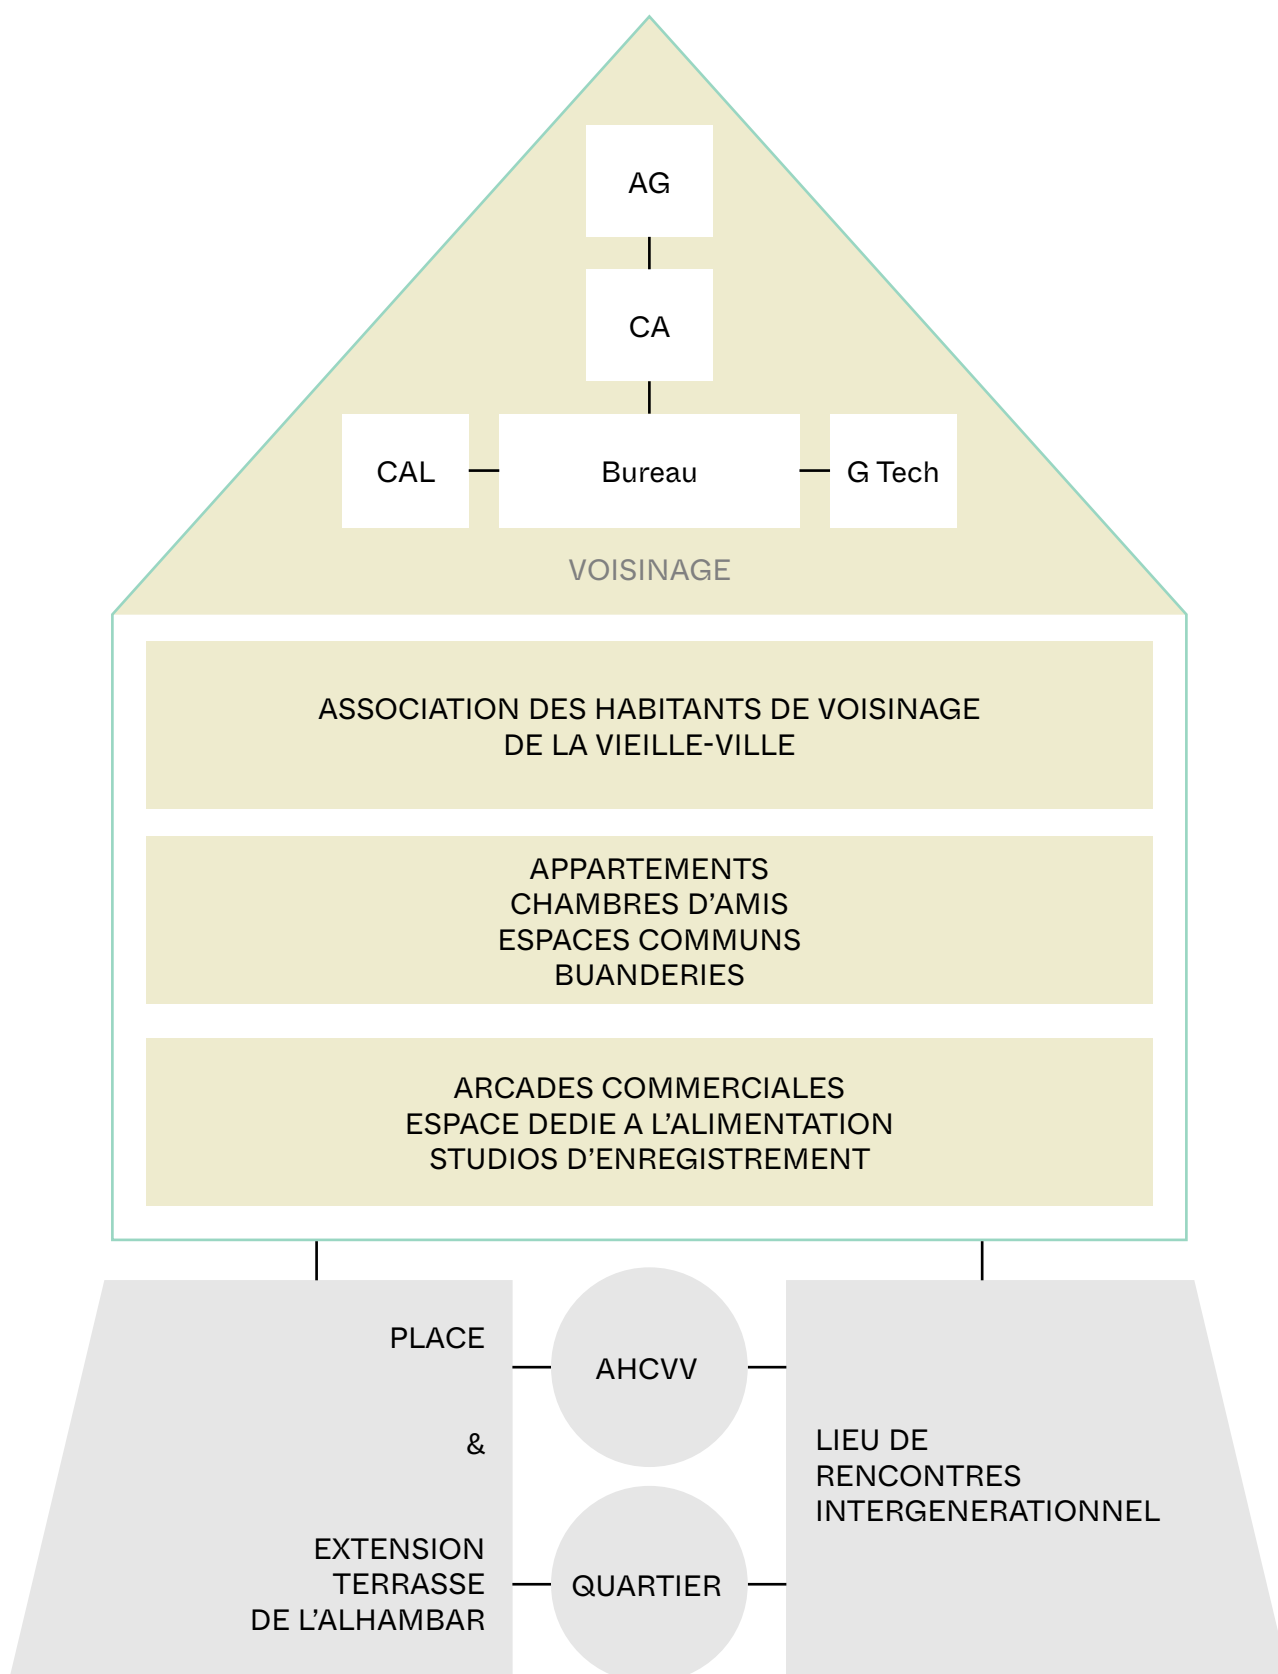 AG
CA
CAL
Bureau
G Tech
VOISINAGE
ASSOCIATION DES HABITANTS DE VOISINAGE
DE LA VIEILLE-VILLE
APPARTEMENTS
CHAMBRES D’AMIS
ESPACES COMMUNS
BUANDERIES
ARCADES COMMERCIALES
ESPACE DEDIE A L’ALIMENTATION
STUDIOS D’ENREGISTREMENT
PLACE
&
EXTENSION
TERRASSE
DE L’ALHAMBAR
AHCVV
QUARTIER
LIEU DE
RENCONTRES
INTERGENERATIONNEL